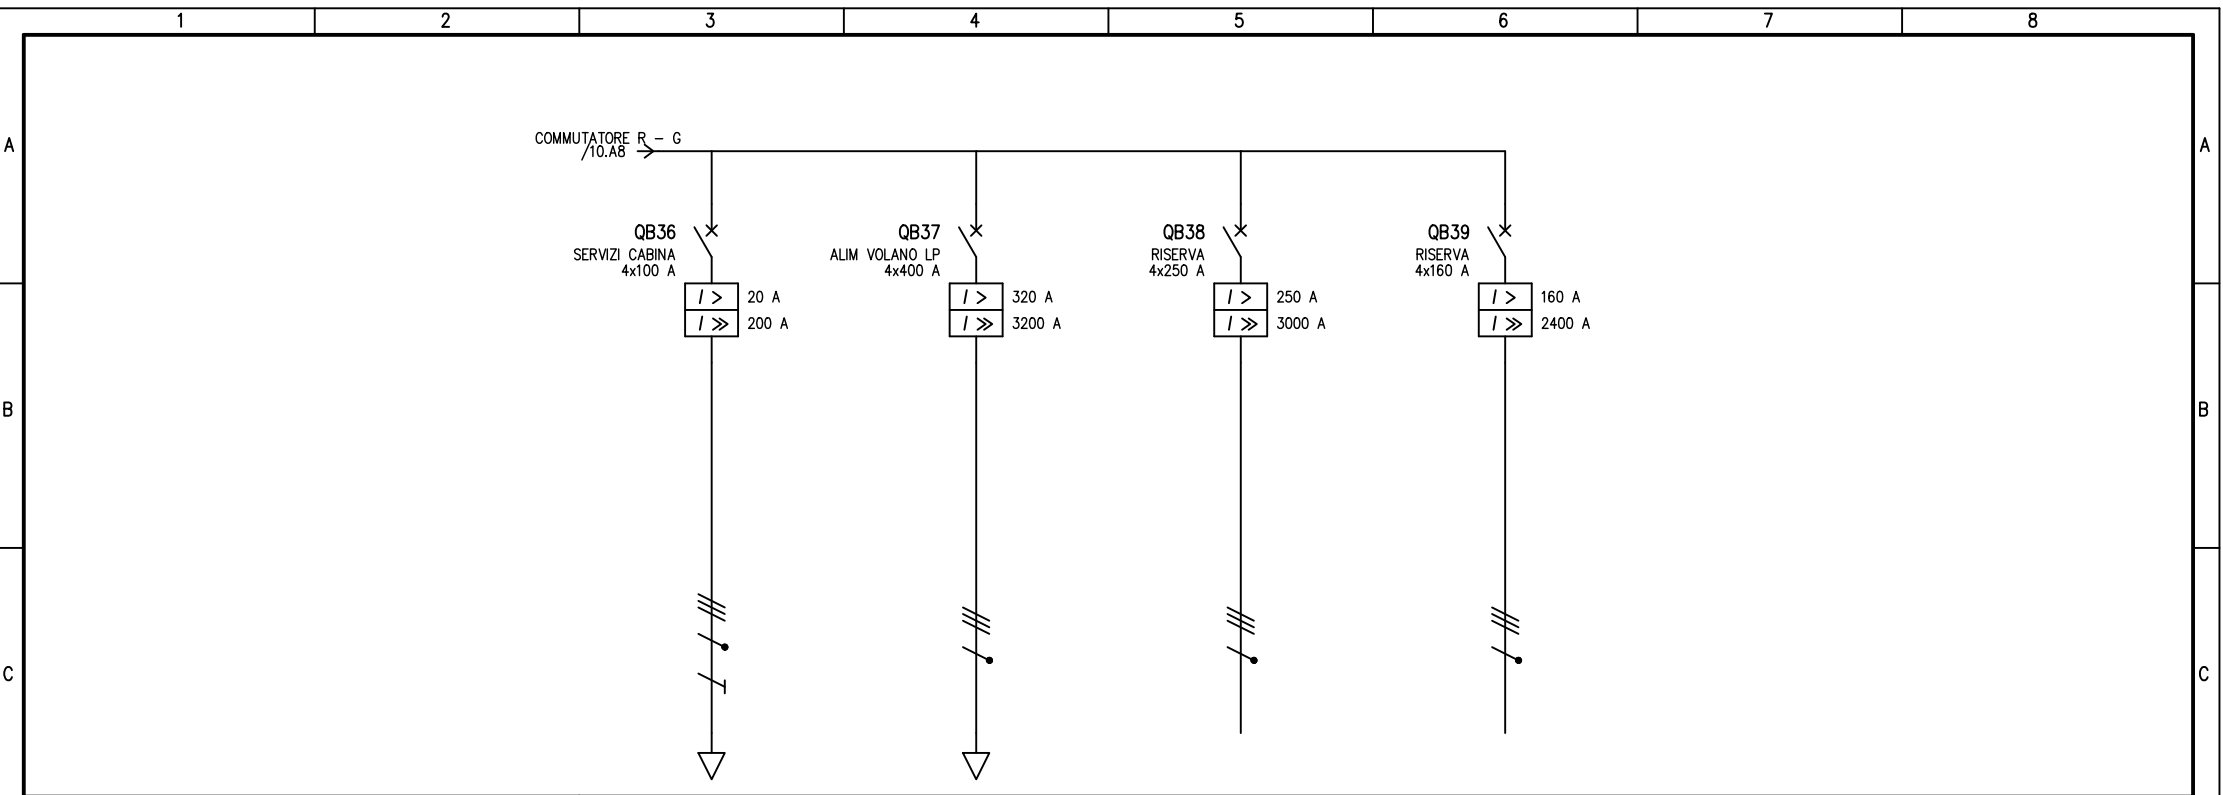 1 2 3 4 5 6 7 8
A A
COMMUTATORE R – G
/10.A8
QB36
SERVIZI CABINA
4x100 A
I > 20 A
I >> 200 A
QB37
ALIM VOLANO LP
4x400 A
I > 320 A
I >> 3200 A
QB38
RISERVA
4x250 A
I > 250 A
I >> 3000 A
QB39
RISERVA
4x160 A
I > 160 A
I >> 2400 A
B B
C C